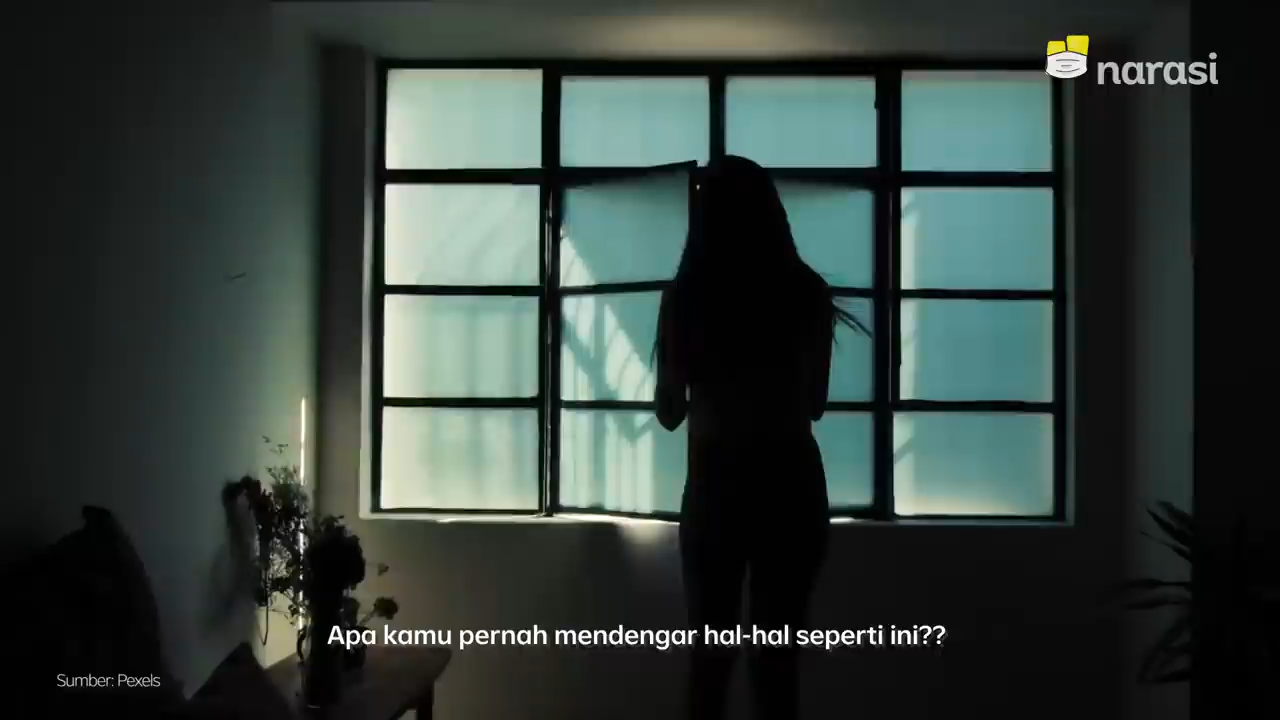 narasi
Apa kamu pernah mendengar hal-hal seperti ini??
Sumber: Pexels